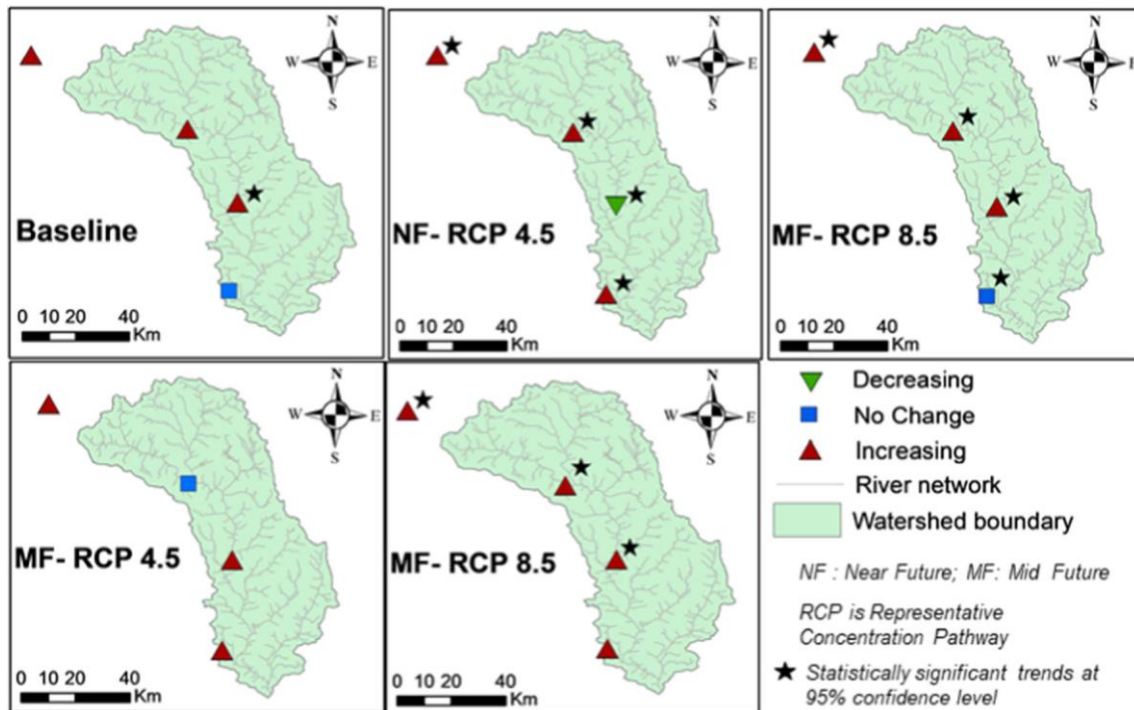 N
W E
S
Baseline
0 10 20 40
Km
N
W E
S
NF- RCP 4.5
0 10 20 40
Km
N
W E
S
MF- RCP 8.5
0 10 20 40
Km
N
W E
S
MF- RCP 4.5
0 10 20 40
Km
N
W E
S
MF- RCP 8.5
0 10 20 40
Km
Decreasing
No Change
Increasing
River network
Watershed boundary
NF : Near Future; MF: Mid Future
RCP is Representative
Concentration Pathway
Statistically significant trends at
95% confidence level